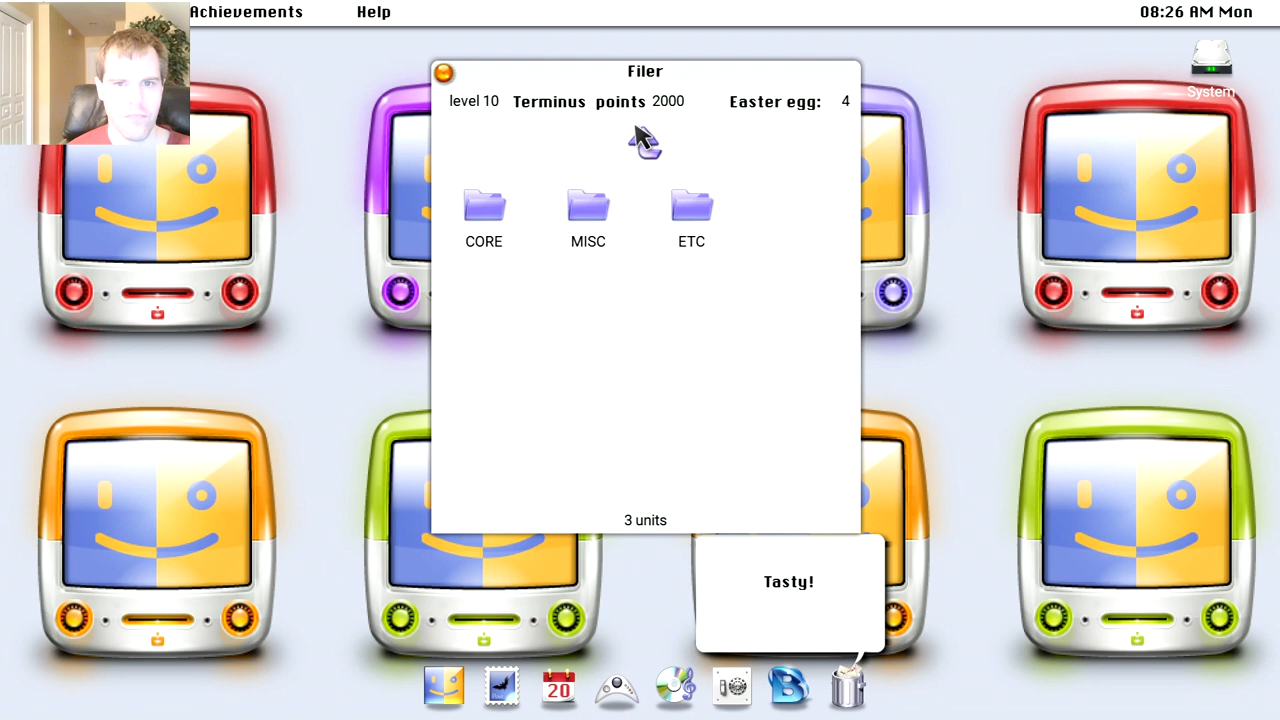 Achievements Help 08:26 AM Mon
System
Filer
level 10 Terminus points 2000 Easter egg: 4
CORE MISC ETC
3 units
Tasty!
20